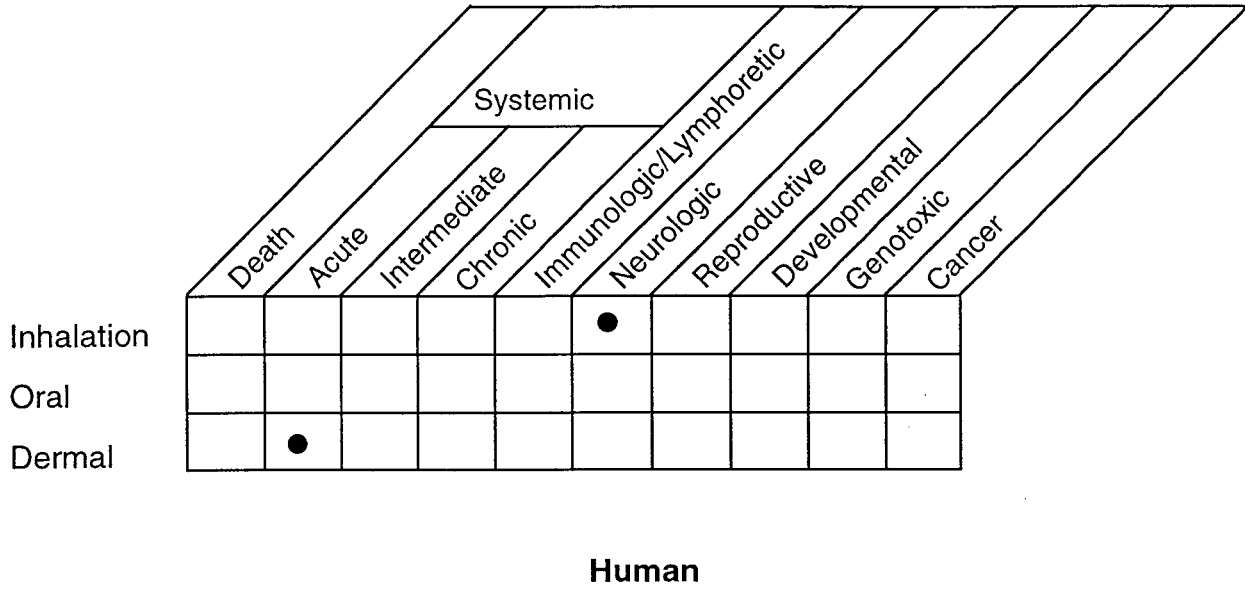 Systemic
Death
Acute
Intermediate
Chronic
Immunologic/Lymphoretic
Neurologic
Reproductive
Developmental
Genotoxic
Cancer
Inhalation
Oral
Dermal
Human